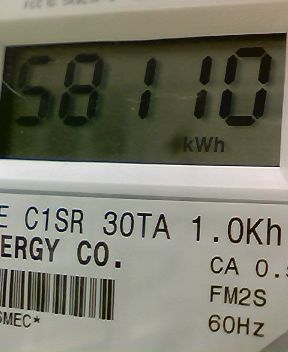 58110
kWh
E C1SR 30TA 1.0Kh
ERGY CO.
CA 0.
FM2S
60Hz
SMEC*